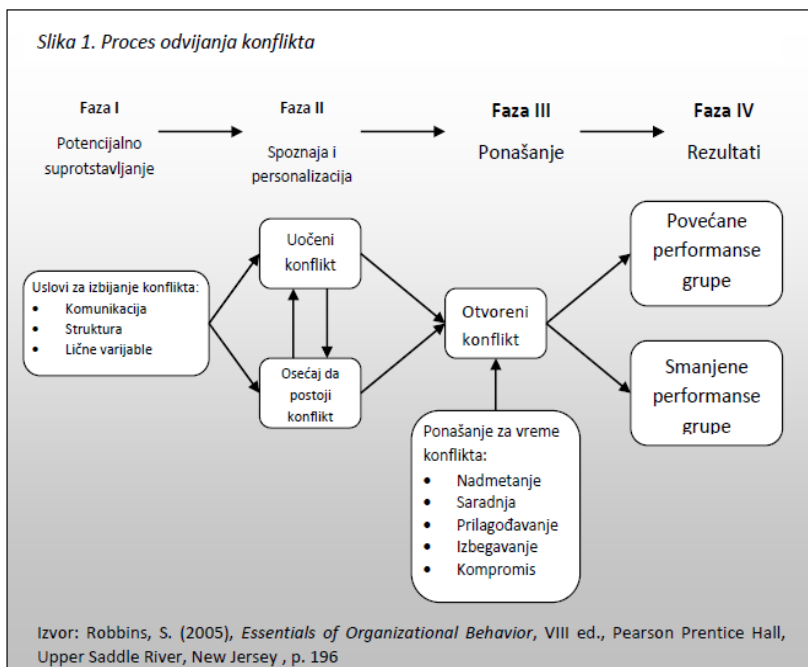 Slika 1. Proces odvijanja konflikta
Faza I
Potencijalno
suprotstavljanje
Faza II
Spoznaja i
personalizacija
Faza III
Ponašanje
Faza IV
Rezultati
Uslovi za izbijanje konflikta:
• Komunikacija
• Struktura
• Lične varijable
Uočeni
konflikt
Osećaj da
postoji
konflikt
Otvoreni
konflikt
Ponašanje za vreme
konflikta:
• Nadmetanje
• Saradnja
• Prilagođavanje
• Izbegavanje
• Kompromis
Povećane
performanse
grupe
Smanjene
performanse
grupe
Izvor: Robbins, S. (2005), Essentials of Organizational Behavior, VIII ed., Pearson Prentice Hall,
Upper Saddle River, New Jersey , p. 196